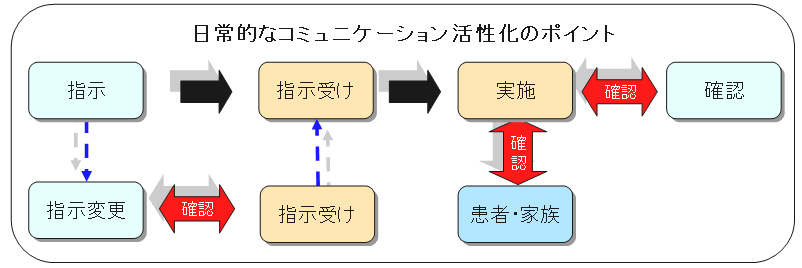 日常的なコミュニケーション活性化のポイント
指示
指示受け
実施
確認
確認
確認
指示変更
確認
指示受け
患者・家族